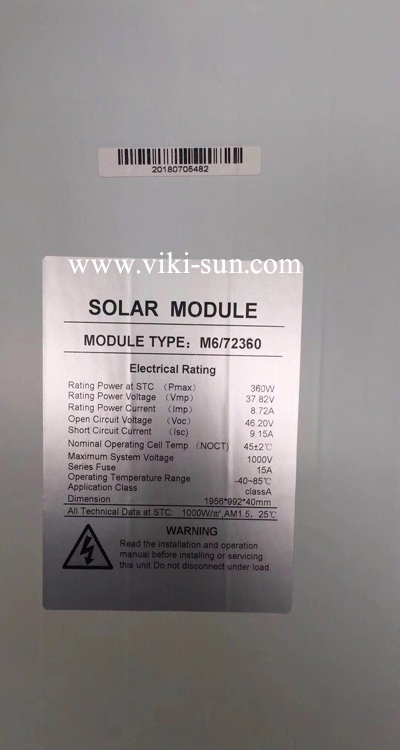 20180705482
www.viki-sun.com
SOLAR MODULE
MODULE TYPE: M6/72360
Electrical Rating
Rating Power at STC (Pmax) 360W
Rating Power Voltage (Vmp) 37.82V
Rating Power Current (Imp) 8.72A
Open Circuit Voltage (Voc) 46.20V
Short Circuit Current (Isc) 9.15A
Nominal Operating Cell Temp (NOCT) 45±2℃
Maximum System Voltage 1000V
Series Fuse 15A
Operating Temperature Range -40~85℃
Application Class classA
Dimension 1956*992*40mm
All Technical Data at STC: 1000W/㎡,AM1.5, 25℃
WARNING
Read the installation and operation
manual before installing or servicing
this unit Do not disconnect under load